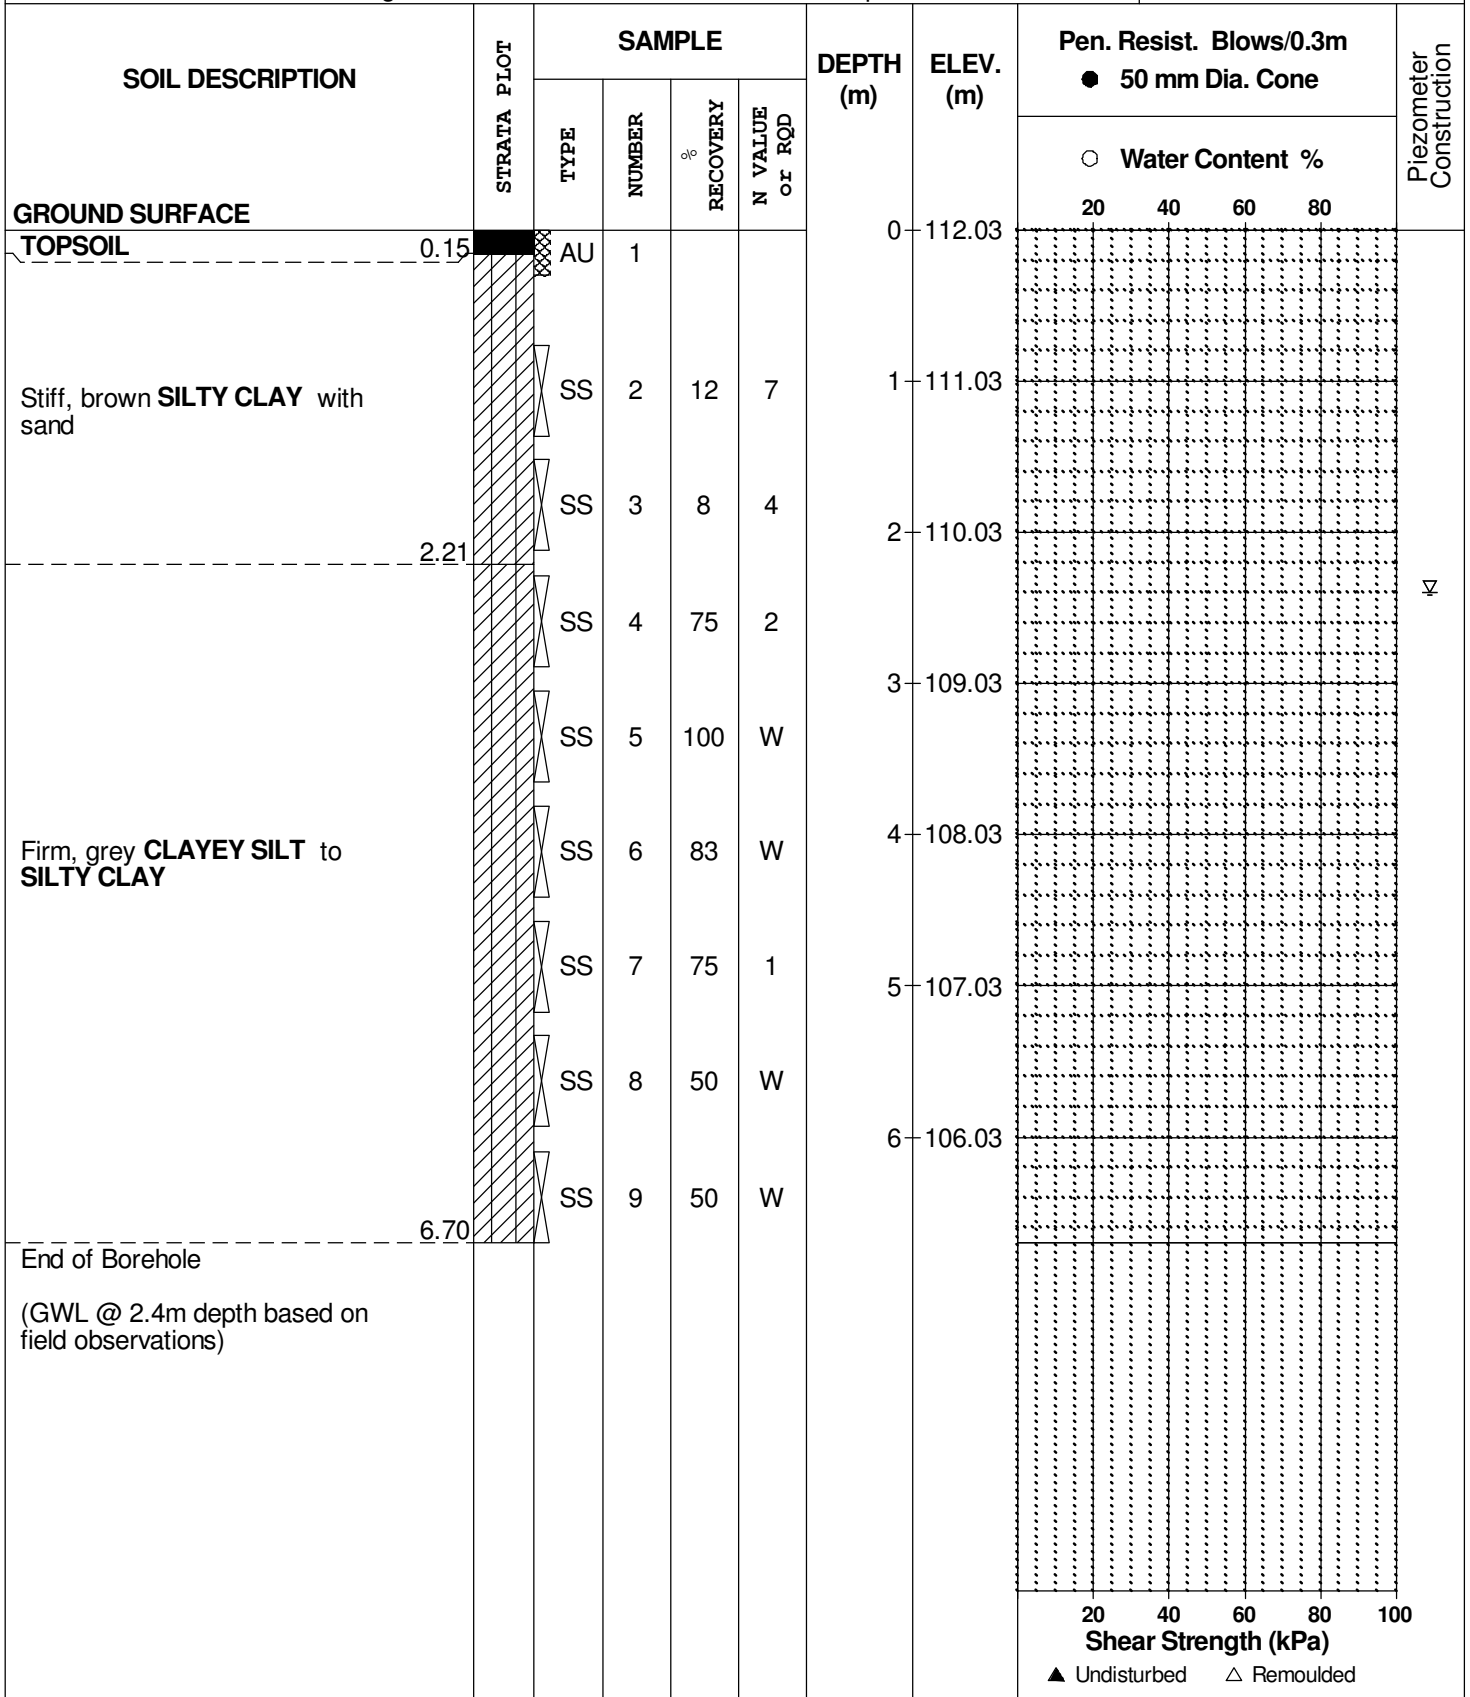 SOIL DESCRIPTION
STRATA PLOT
SAMPLE
TYPE
NUMBER
%
RECOVERY
N VALUE
or RQD
DEPTH
(m)
ELEV.
(m)
Pen. Resist. Blows/0.3m
● 50 mm Dia. Cone
○ Water Content %
Piezometer
Construction
20 40 60 80
GROUND SURFACE
TOPSOIL 0.15
AU 1
0 112.03
Stiff, brown SILTY CLAY with
sand
SS 2 12 7
1 111.03
SS 3 8 4
2 110.03
2.21
SS 4 75 2
3 109.03
SS 5 100 W
4 108.03
Firm, grey CLAYEY SILT to
SILTY CLAY
SS 6 83 W
SS 7 75 1
5 107.03
SS 8 50 W
6 106.03
SS 9 50 W
6.70
End of Borehole
(GWL @ 2.4m depth based on
field observations)
20 40 60 80 100
Shear Strength (kPa)
▲ Undisturbed △ Remoulded